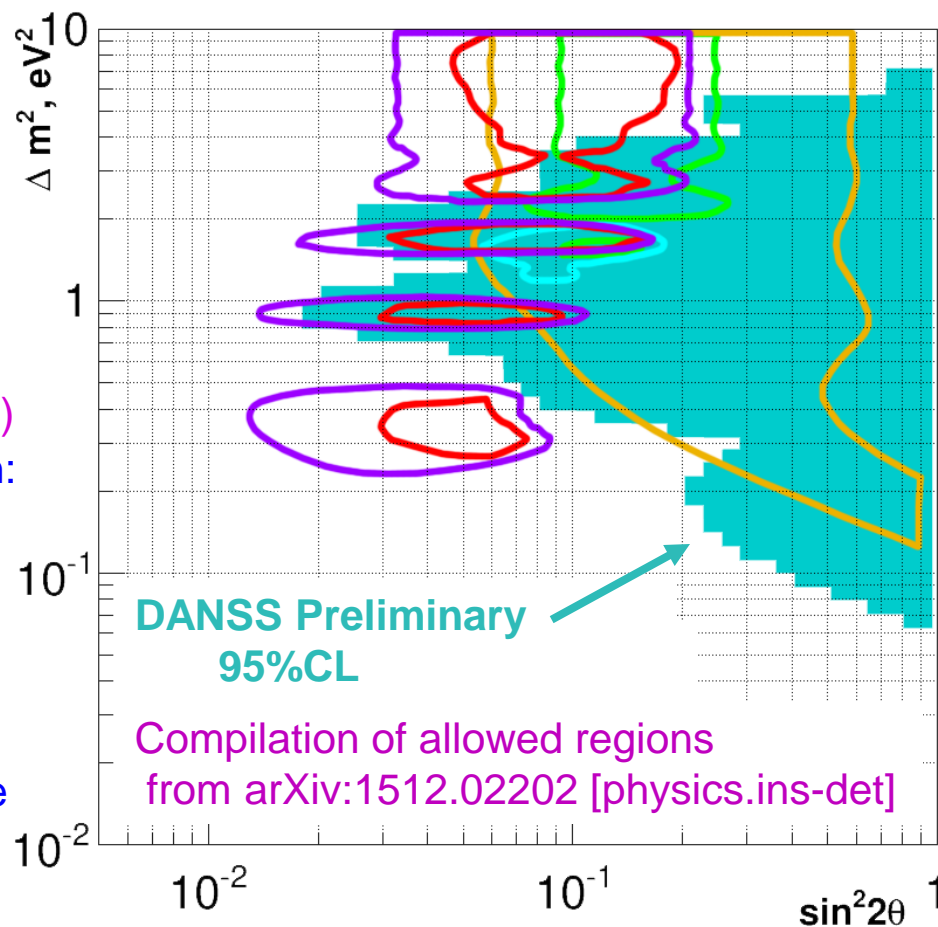 Δ m², eV²
10
1
)
n:
10⁻¹
DANSS Preliminary
95%CL
Compilation of allowed regions
from arXiv:1512.02202 [physics.ins-det]
e
10⁻²
10⁻² 10⁻¹ 1
sin²2θ